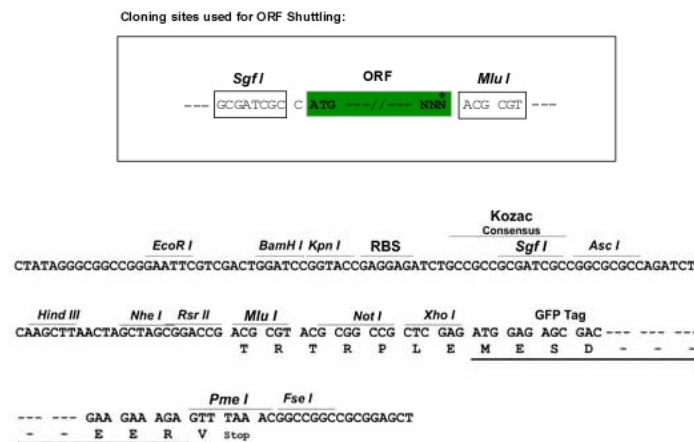 Cloning sites used for ORF Shuttling:
Sgf I ORF Mlu I
--- GCGATCGC C ATG ---//--- NNN* ACG CGT ---
Kozac
Consensus
EcoR I BamH I Kpn I RBS Sgf I Asc I
CTATAGGGCGGCCGGGAATTCGTCGACTGGATCCGGTACCGAGGAGATCTGCCGCCGCGATCGCCGGCGCGCCAGATCT
Hind III Nhe I Rsr II Mlu I Not I Xho I GFP Tag
CAAGCTTAACTAGCTAGCGGACCG ACG CGT ACG CGG CCG CTC GAG ATG GAG AGC GAC--- --- ---
T R T R P L E M E S D - - -
Pme I Fse I
--- --- GAA GAA AGA GTT TAA ACGGCCGGCCGCGGAGCT
- - E E R V Stop